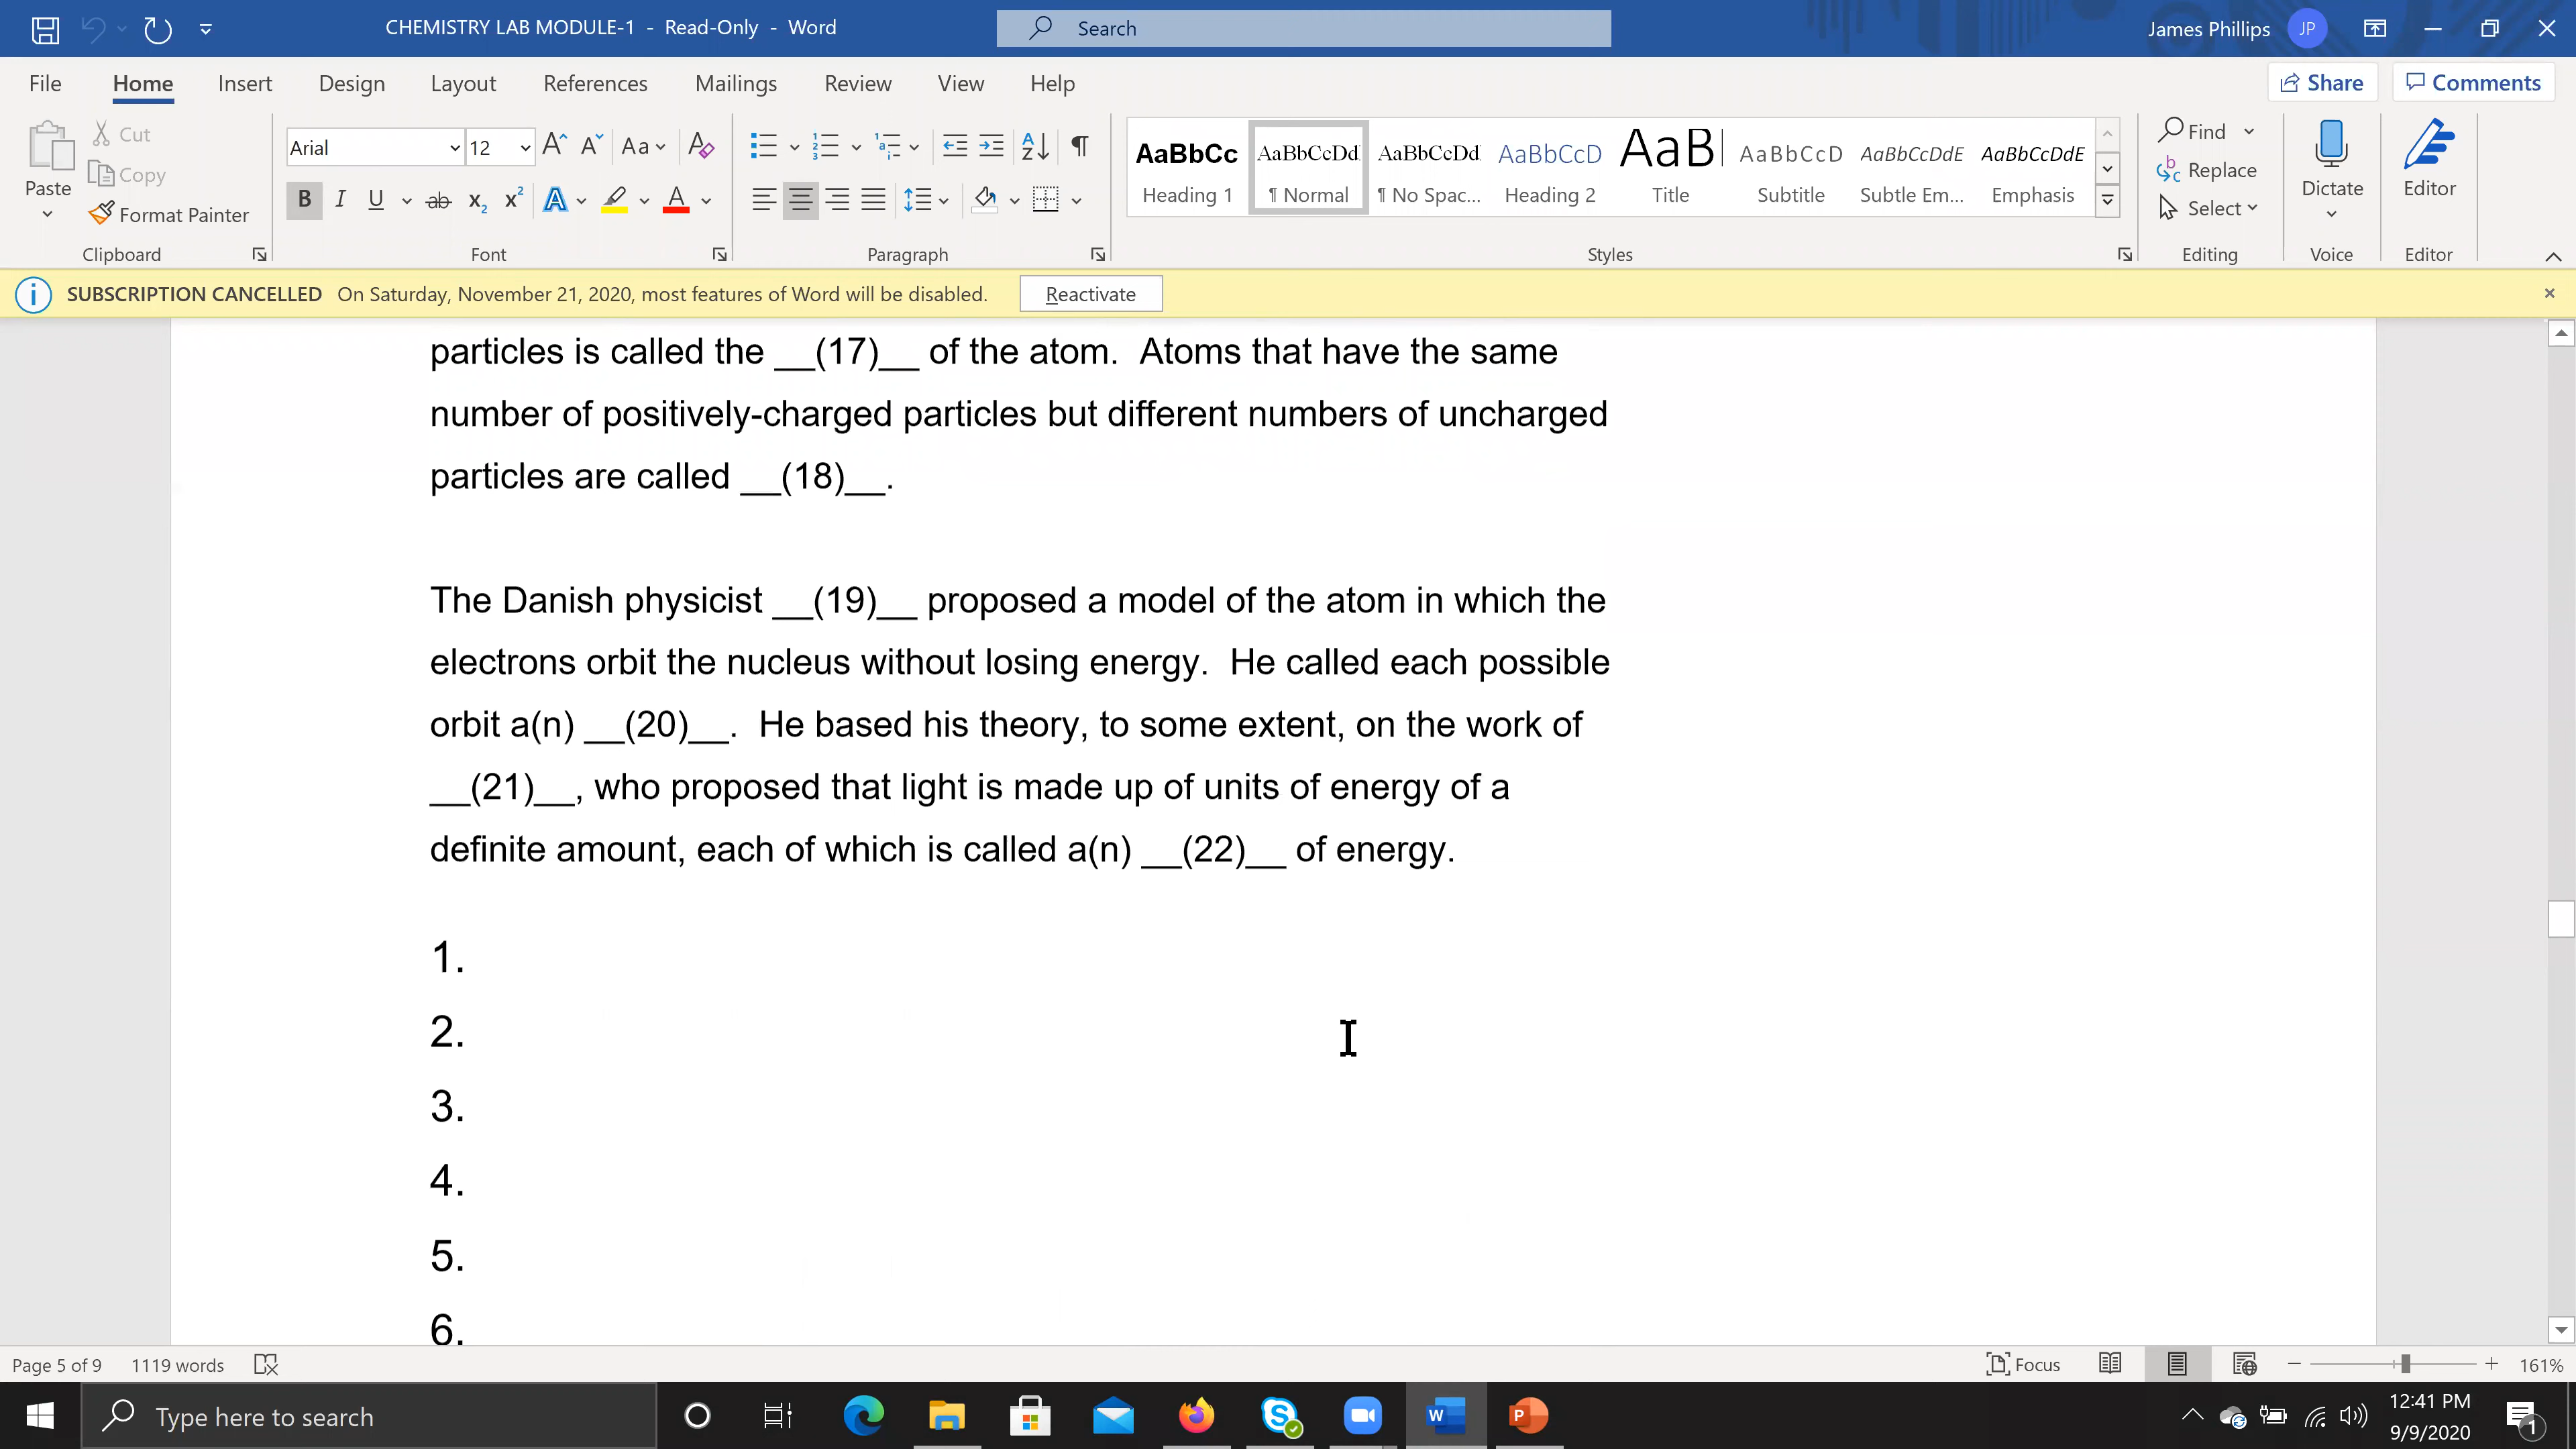 CHEMISTRY LAB MODULE-1 - Read-Only - Word
Search
James Phillips JP
File Home Insert Design Layout References Mailings Review View Help
Share Comments
Paste
Cut
Copy
Format Painter
Clipboard
Arial 12
Font
Paragraph
AaBbCc AaBbCcDd AaBbCcDd AaBbCcD AaB AaBbCcD AaBbCcDdE AaBbCcDdE
Heading 1 ¶ Normal ¶ No Spac... Heading 2 Title Subtitle Subtle Em... Emphasis
Styles
Find
Replace
Select
Editing
Dictate
Voice
Editor
Editor
SUBSCRIPTION CANCELLED On Saturday, November 21, 2020, most features of Word will be disabled. Reactivate
particles is called the __(17)__ of the atom. Atoms that have the same
number of positively-charged particles but different numbers of uncharged
particles are called __(18)__.
The Danish physicist __(19)__ proposed a model of the atom in which the
electrons orbit the nucleus without losing energy. He called each possible
orbit a(n) __(20)__. He based his theory, to some extent, on the work of
__(21)__, who proposed that light is made up of units of energy of a
definite amount, each of which is called a(n) __(22)__ of energy.
1.
2.
3.
4.
5.
6.
Page 5 of 9 1119 words
Focus
161%
Type here to search
12:41 PM
9/9/2020
1